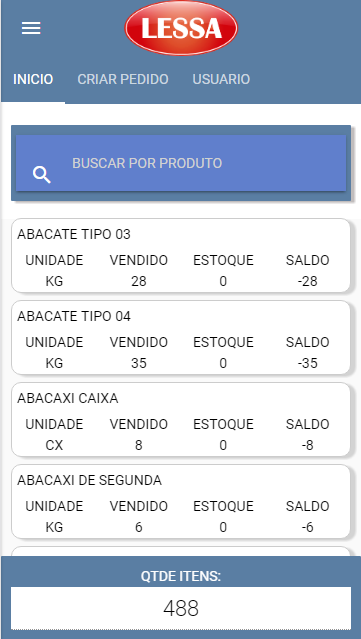 LESSA
INICIO CRIAR PEDIDO USUARIO
BUSCAR POR PRODUTO
ABACATE TIPO 03
UNIDADE VENDIDO ESTOQUE SALDO
KG 28 0 -28
ABACATE TIPO 04
UNIDADE VENDIDO ESTOQUE SALDO
KG 35 0 -35
ABACAXI CAIXA
UNIDADE VENDIDO ESTOQUE SALDO
CX 8 0 -8
ABACAXI DE SEGUNDA
UNIDADE VENDIDO ESTOQUE SALDO
KG 6 0 -6
QTDE ITENS:
488